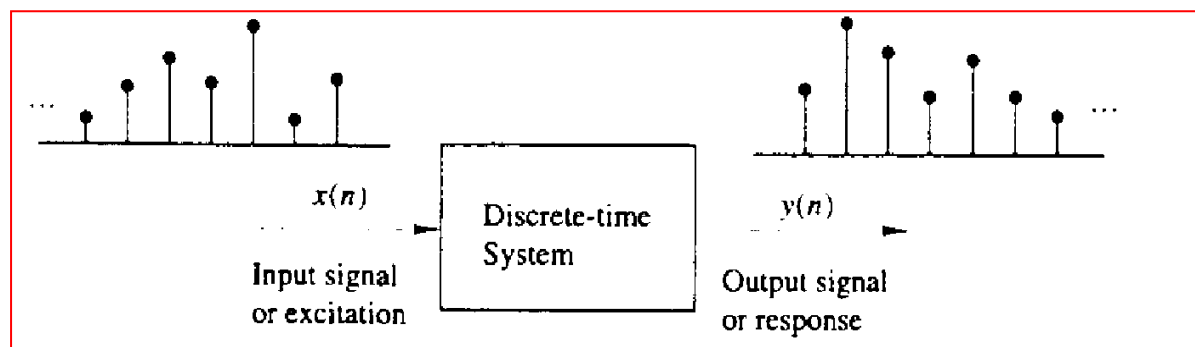 ...
...
x(n)
y(n)
Discrete-time
System
Input signal
or excitation
Output signal
or response